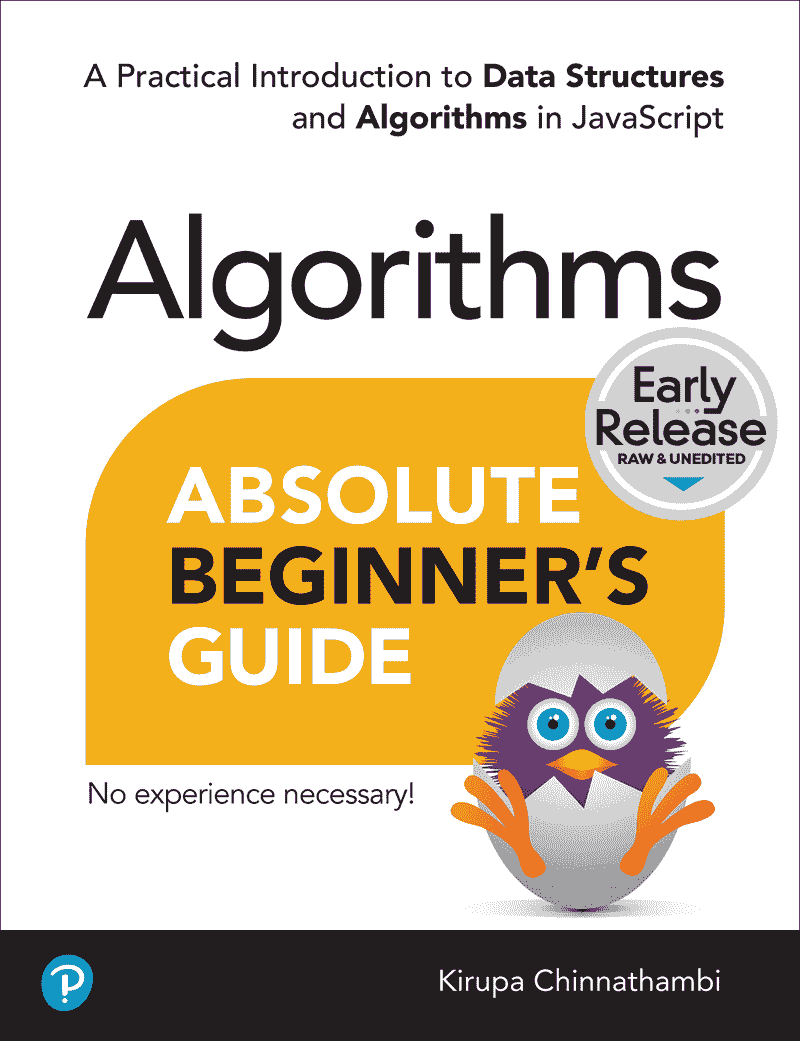 A Practical Introduction to Data Structures
and Algorithms in JavaScript
Algorithms
Early
Release
RAW & UNEDITED
ABSOLUTE
BEGINNER’S
GUIDE
No experience necessary!
Kirupa Chinnathambi